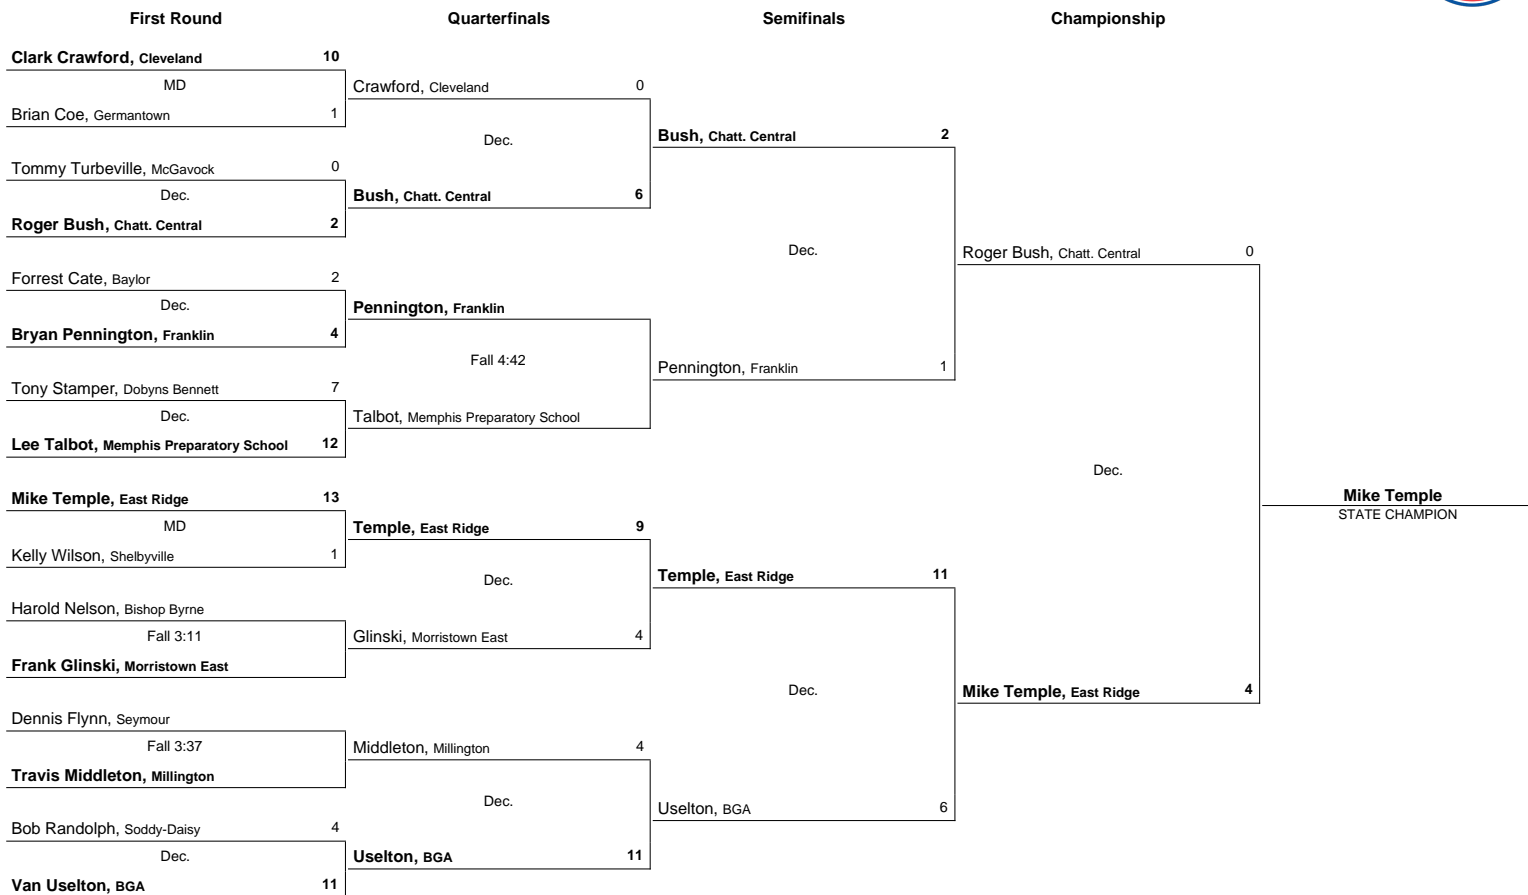 First Round
Quarterfinals
Semifinals
Championship
Clark Crawford, Cleveland 10
MD
Brian Coe, Germantown 1
Tommy Turbeville, McGavock 0
Dec.
Roger Bush, Chatt. Central 2
Forrest Cate, Baylor 2
Dec.
Bryan Pennington, Franklin 4
Tony Stamper, Dobyns Bennett 7
Dec.
Lee Talbot, Memphis Preparatory School 12
Mike Temple, East Ridge 13
MD
Kelly Wilson, Shelbyville 1
Harold Nelson, Bishop Byrne
Fall 3:11
Frank Glinski, Morristown East
Dennis Flynn, Seymour
Fall 3:37
Travis Middleton, Millington
Bob Randolph, Soddy-Daisy 4
Dec.
Van Uselton, BGA 11
Crawford, Cleveland 0
Dec.
Bush, Chatt. Central 6
Pennington, Franklin
Fall 4:42
Talbot, Memphis Preparatory School
Temple, East Ridge 9
Dec.
Glinski, Morristown East 4
Middleton, Millington 4
Dec.
Uselton, BGA 11
Bush, Chatt. Central 2
Dec.
Pennington, Franklin 1
Temple, East Ridge 11
Dec.
Uselton, BGA 6
Roger Bush, Chatt. Central 0
Dec.
Mike Temple, East Ridge 4
Mike Temple
STATE CHAMPION